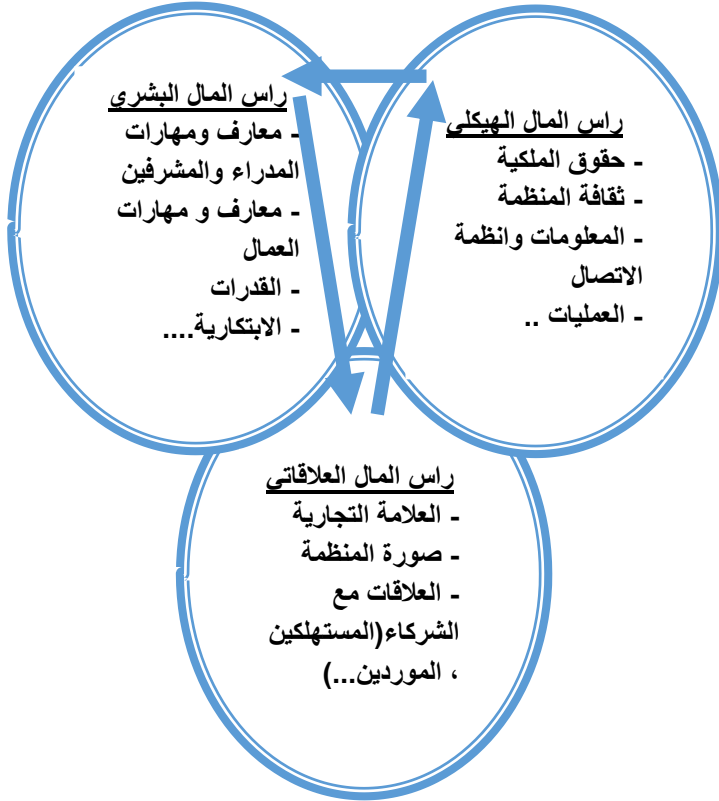 راس المال الهيكلي
- حقوق الملكية
- ثقافة المنظمة
- المعلومات وانظمة
الاتصال
- العمليات ..
راس المال البشري
- معارف ومهارات
المدراء والمشرفين
- معارف و مهارات
العمال
- القدرات
- الابتكارية....
راس المال العلاقاتي
- العلامة التجارية
- صورة المنظمة
- العلاقات مع
الشركاء(المستهلكين
، الموردين...)